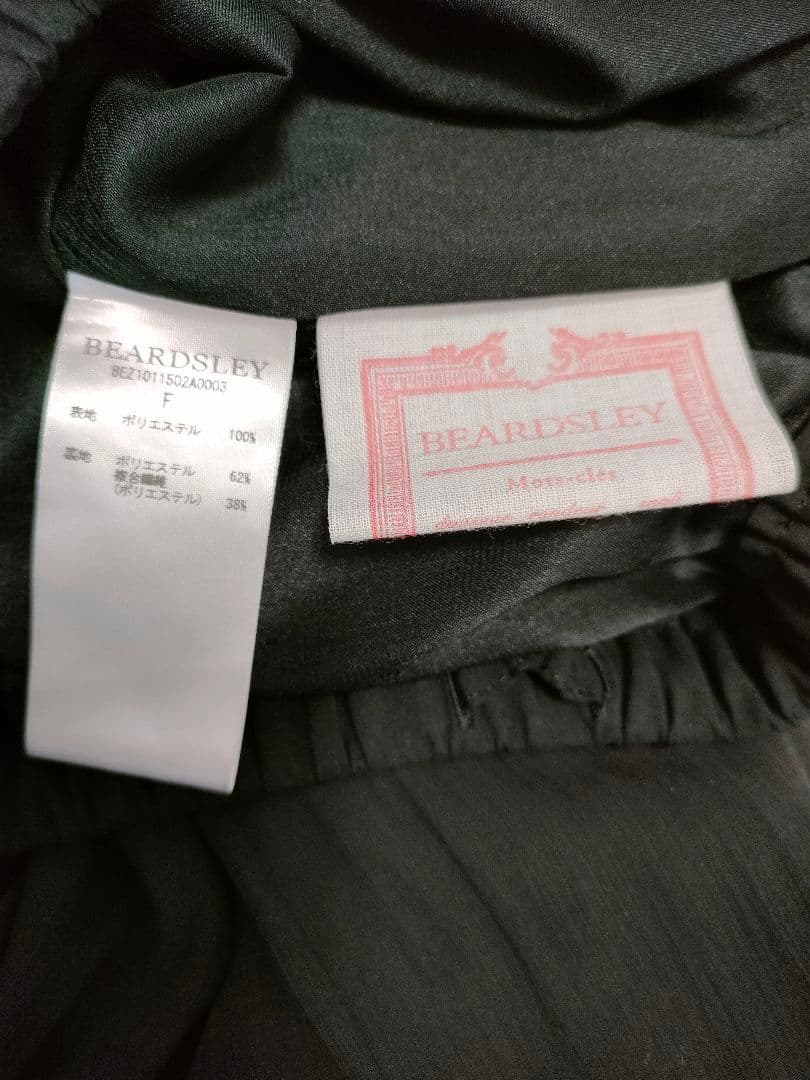 BEARDSLEY
BEZ1011502A0003
F
表地 ポリエステル 100%
裏地 ポリエステル 62%
複合繊維
(ポリエステル) 38%
BEARDSLEY
Mots-clés